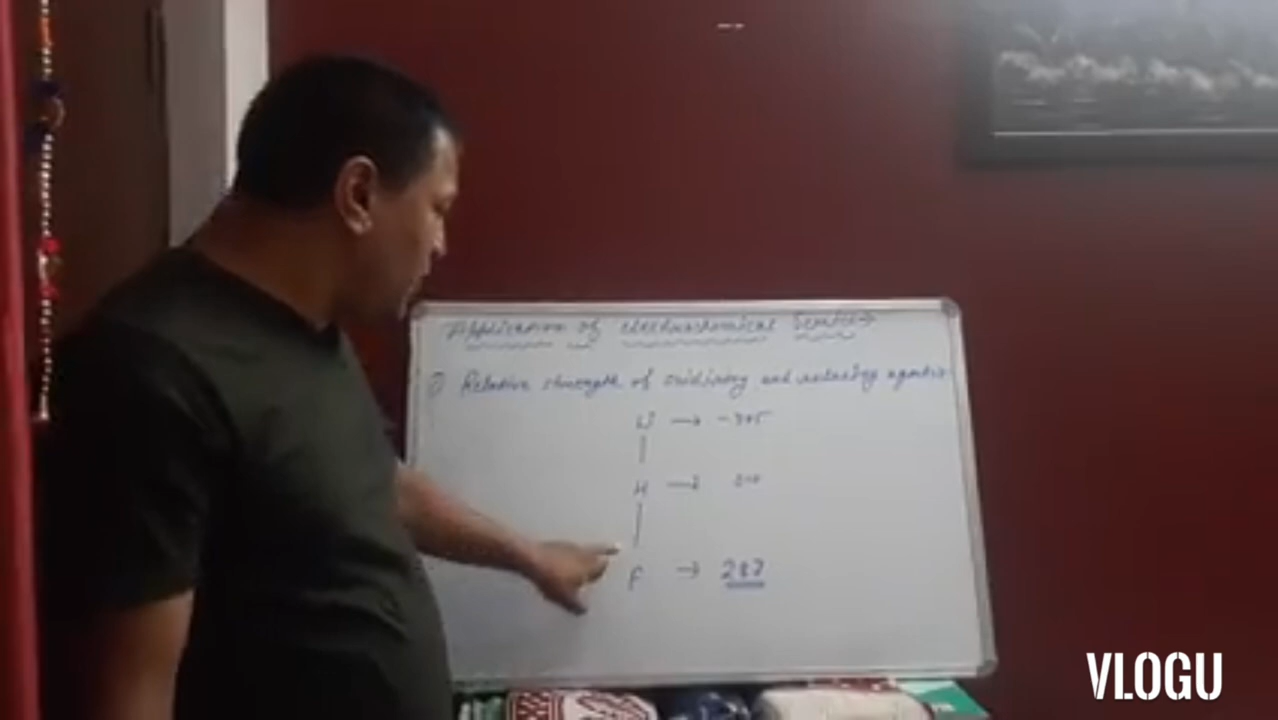 Application of electrochemical Series →
① Relative strength of oxidizing and reducing agents:-
Li → -3.05
H → 0.0
F → 2.87
VLOGU